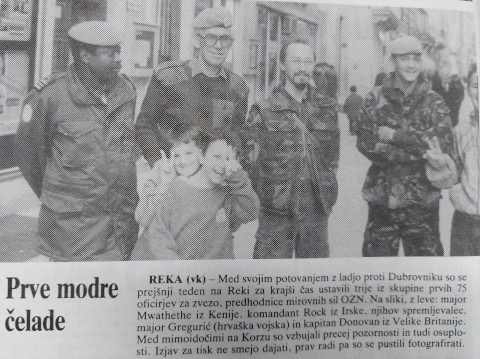 Prve modre
čelade
REKA (vk) – Med svojim potovanjem z ladjo proti Dubrovniku so se
prejšnji teden na Reki za krajši čas ustavili trije iz skupine prvih 75
oficirjev za zvezo, predhodnice mirovnih sil OZN. Na sliki, z leve: major
Mwathethe iz Kenije, komandant Rock iz Irske, njihov spremljevalec,
major Gregurić (hrvaška vojska) in kapitan Donovan iz Velike Britanije.
Med mimoidočimi na Korzu so vzbujali precej pozornosti in tudi osuplo-
sti. Izjav za tisk ne smejo dajati, prav radi pa so se pustili fotografirati.